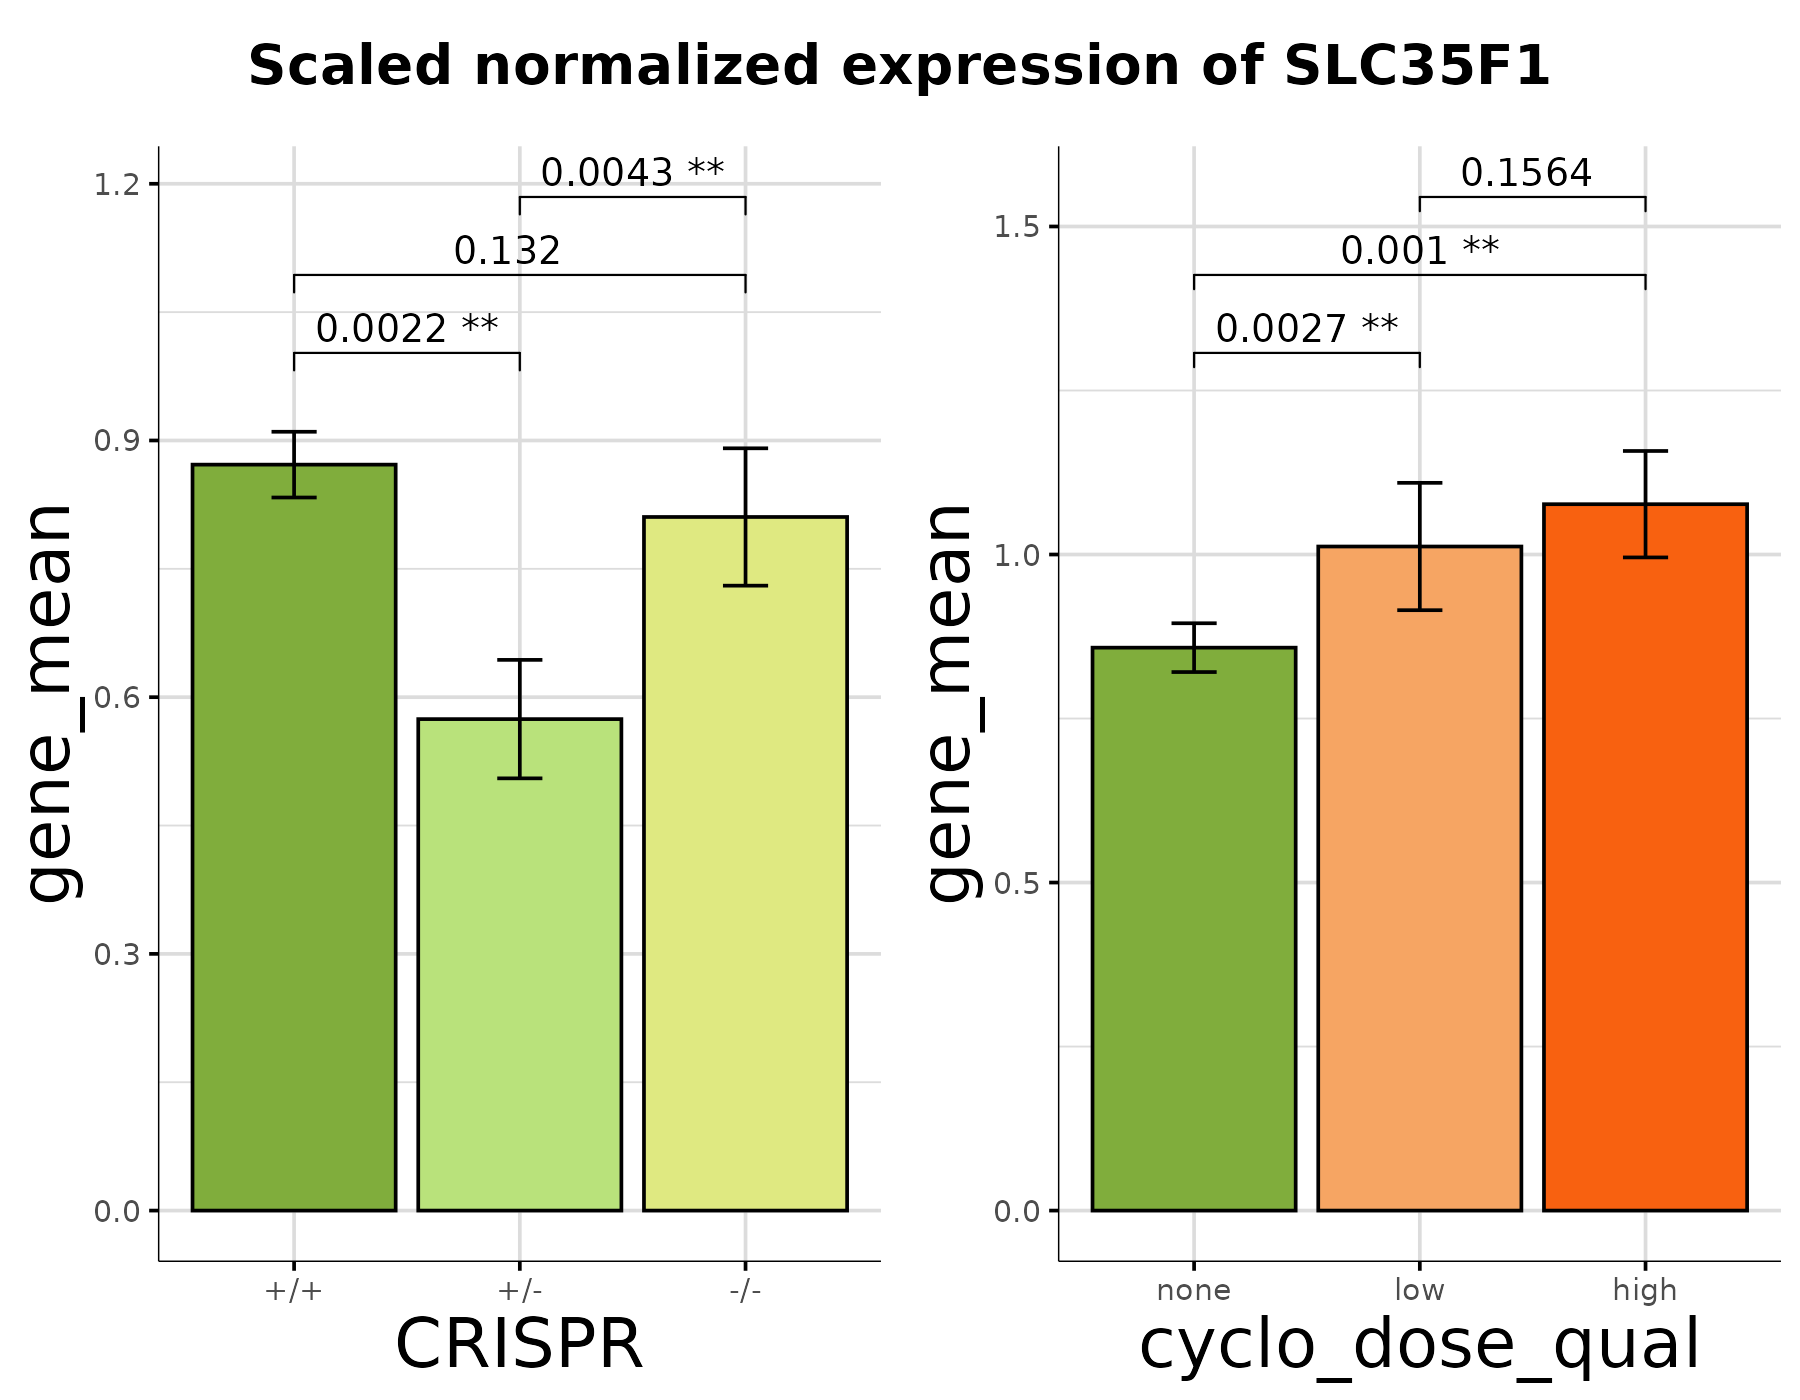 Scaled normalized expression of SLC35F1
gene_mean
1.2
0.9
0.6
0.3
0.0
0.0043 **
0.132
0.0022 **
+/+ +/- -/-
CRISPR
gene_mean
1.5
1.0
0.5
0.0
0.1564
0.001 **
0.0027 **
none low high
cyclo_dose_qual